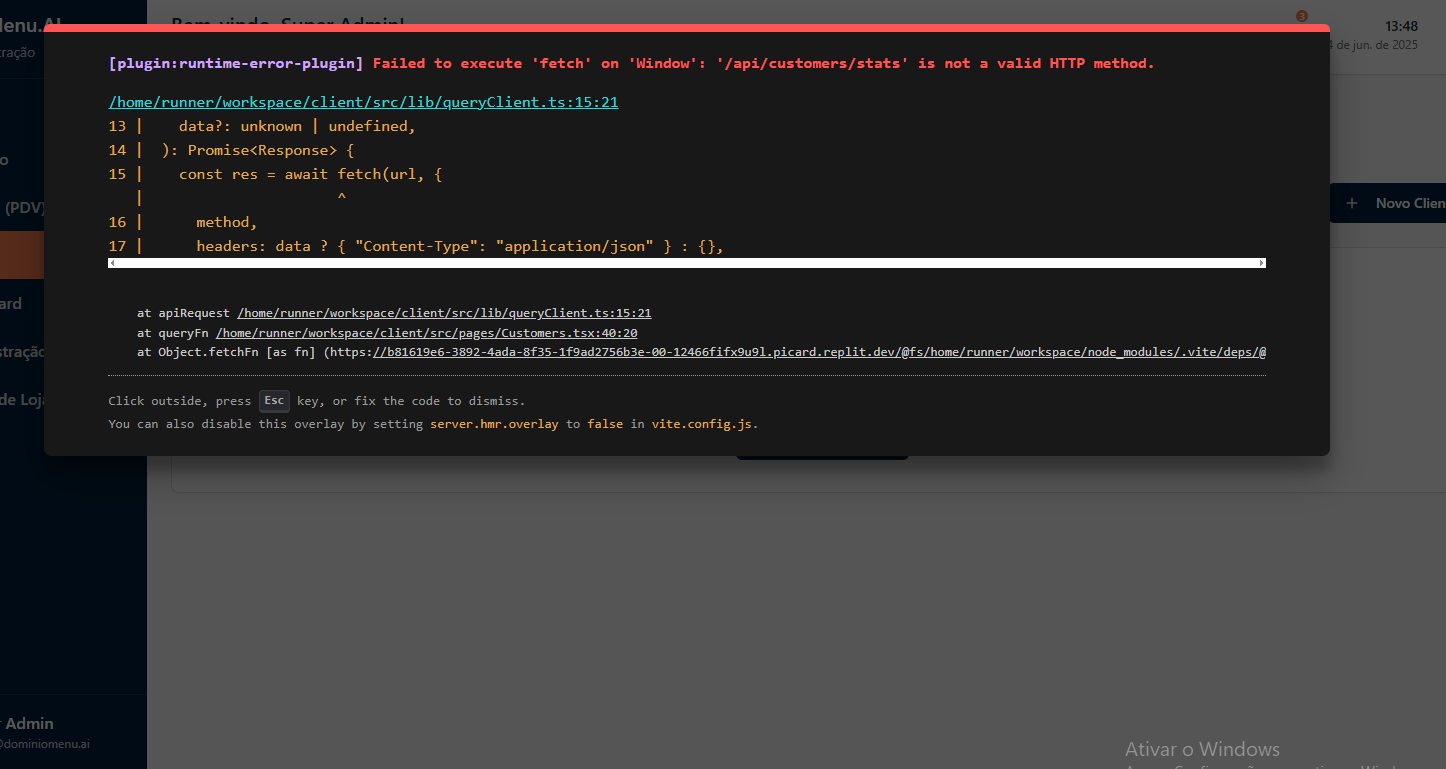 Menu.AI
Bem-vindo, Super Admin!
3
13:48
de jun. de 2025
[plugin:runtime-error-plugin] Failed to execute 'fetch' on 'Window': '/api/customers/stats' is not a valid HTTP method.
/home/runner/workspace/client/src/lib/queryClient.ts:15:21
13 |    data?: unknown | undefined,
14 |  ): Promise<Response> {
15 |    const res = await fetch(url, {
|                      ^
16 |      method,
17 |      headers: data ? { "Content-Type": "application/json" } : {},
(PDV)
+ Novo Clien
at apiRequest /home/runner/workspace/client/src/lib/queryClient.ts:15:21
at queryFn /home/runner/workspace/client/src/pages/Customers.tsx:40:20
at Object.fetchFn [as fn] (https://b81619e6-3892-4ada-8f35-1f9ad2756b3e-00-12466fifx9u9l.picard.replit.dev/@fs/home/runner/workspace/node_modules/.vite/deps/@
ard
stração
de Loja
Click outside, press Esc key, or fix the code to dismiss.
You can also disable this overlay by setting server.hmr.overlay to false in vite.config.js.
Admin
@dominiomenu.ai
Ativar o Windows